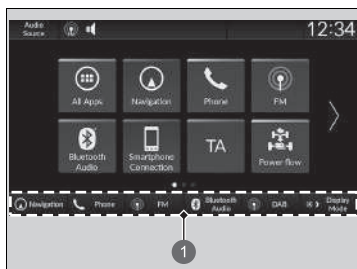 Audio
Source
12:34
All Apps
Navigation
Phone
FM
Bluetooth
Audio
Smartphone
Connection
TA
Power flow
Navigation
Phone
FM
Bluetooth
Audio
DAB
Display
Mode
1